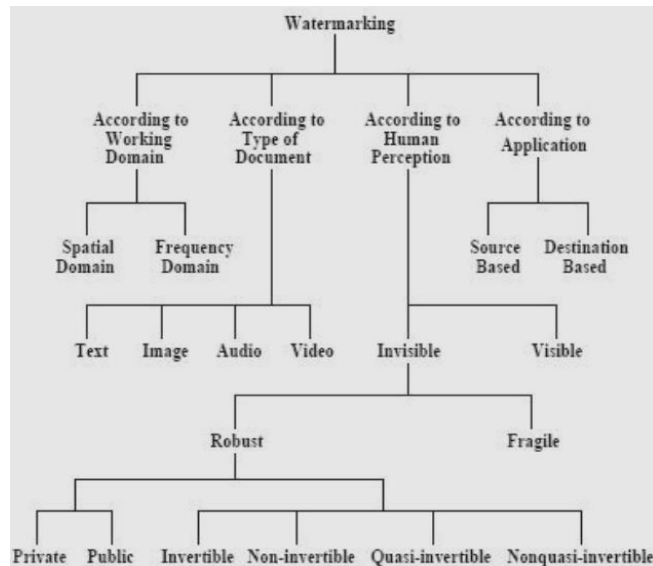 Watermarking
According to According to According to According to
Working Type of Human Application
Domain Document Perception
Spatial Frequency Source Destination
Domain Domain Based Based
Text Image Audio Video Invisible Visible
Robust Fragile
Private Public Invertible Non-invertible Quasi-invertible Nonquasi-invertible